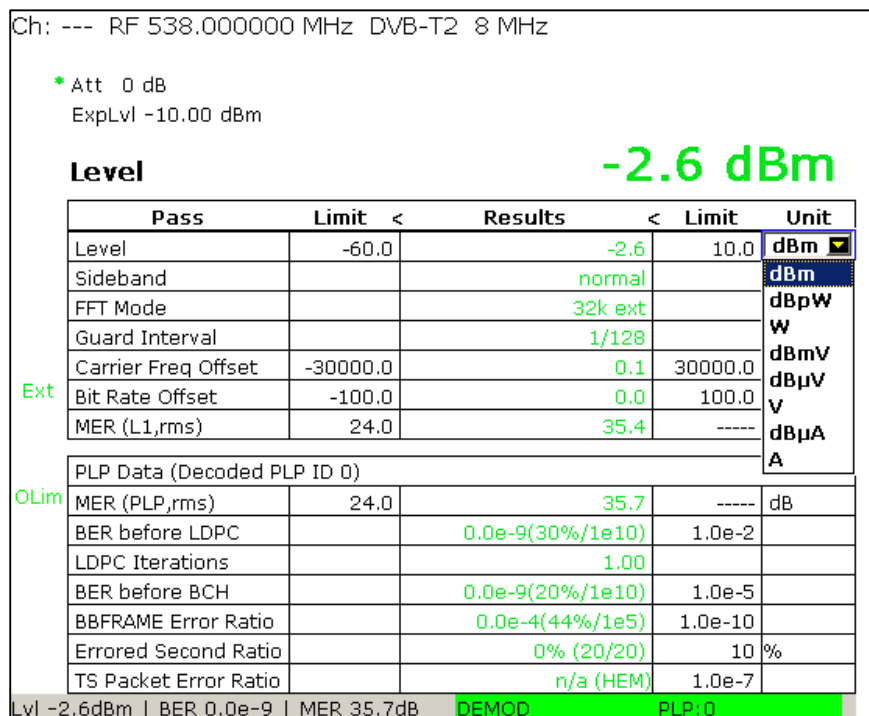 Ch: --- RF 538.000000 MHz DVB-T2 8 MHz
* Att 0 dB
ExpLvl -10.00 dBm
Level -2.6 dBm
Pass Limit < Results < Limit Unit
Level -60.0 -2.6 10.0 dBm
Sideband normal dBm
FFT Mode 32k ext dBpW
Guard Interval 1/128 W
Carrier Freq Offset -30000.0 0.1 30000.0 dBmV
Ext Bit Rate Offset -100.0 0.0 100.0 dBµV
V
MER (L1,rms) 24.0 35.4 ----- dBµA
A
PLP Data (Decoded PLP ID 0)
OLim MER (PLP,rms) 24.0 35.7 ----- dB
BER before LDPC 0.0e-9(30%/1e10) 1.0e-2
LDPC Iterations 1.00
BER before BCH 0.0e-9(20%/1e10) 1.0e-5
BBFRAME Error Ratio 0.0e-4(44%/1e5) 1.0e-10
Errored Second Ratio 0% (20/20) 10 %
TS Packet Error Ratio n/a (HEM) 1.0e-7
Lvl -2.6dBm | BER 0.0e-9 | MER 35.7dB DEMOD PLP:0